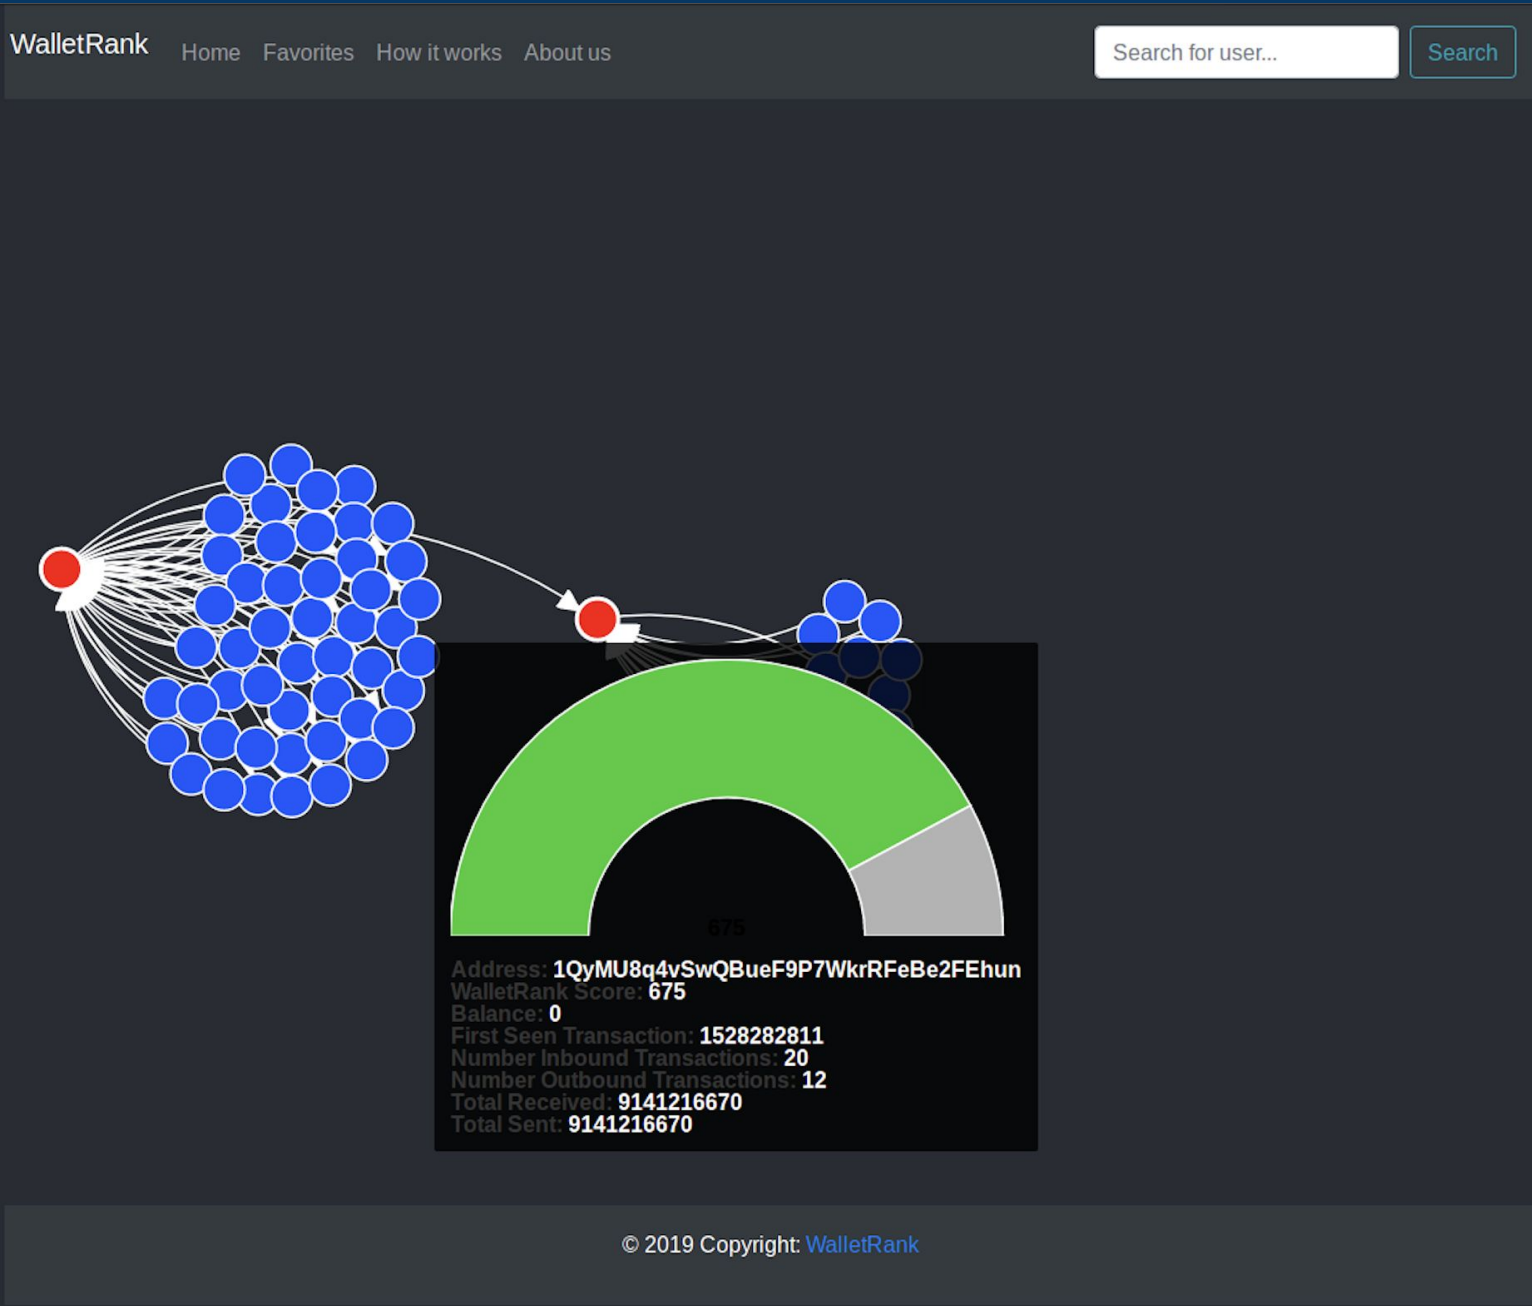 WalletRank Home Favorites How it works About us Search for user... Search
675
Address: 1QyMU8q4vSwQBueF9P7WkrRFeBe2FEhun
WalletRank Score: 675
Balance: 0
First Seen Transaction: 1528282811
Number Inbound Transactions: 20
Number Outbound Transactions: 12
Total Received: 9141216670
Total Sent: 9141216670
© 2019 Copyright: WalletRank